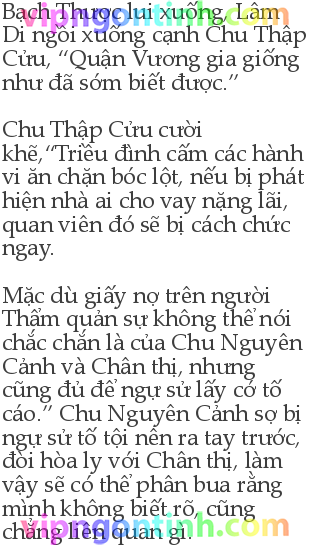 Bạch Thược lui xuống, Lâm
Di ngồi xuống cạnh Chu Thập
Cửu, “Quận Vương gia giống
như đã sớm biết được.”
Chu Thập Cửu cười
khẽ,“Triều đình cấm các hành
vi ăn chặn bóc lột, nếu bị phát
hiện nhà ai cho vay nặng lãi,
quan viên đó sẽ bị cách chức
ngay.
Mặc dù giấy nợ trên người
Thẩm quản sự không thể nói
chắc chắn là của Chu Nguyên
Cảnh và Chân thị, nhưng
cũng đủ để ngự sử lấy cớ tố
cáo.” Chu Nguyên Cảnh sợ bị
ngự sử tố tội nên ra tay trước,
đòi hòa ly với Chân thị, làm
vậy sẽ có thể phân bua rằng
mình không biết rõ, cũng
chẳng liên quan gì.
vipngontinh.com
vipngontinh.com